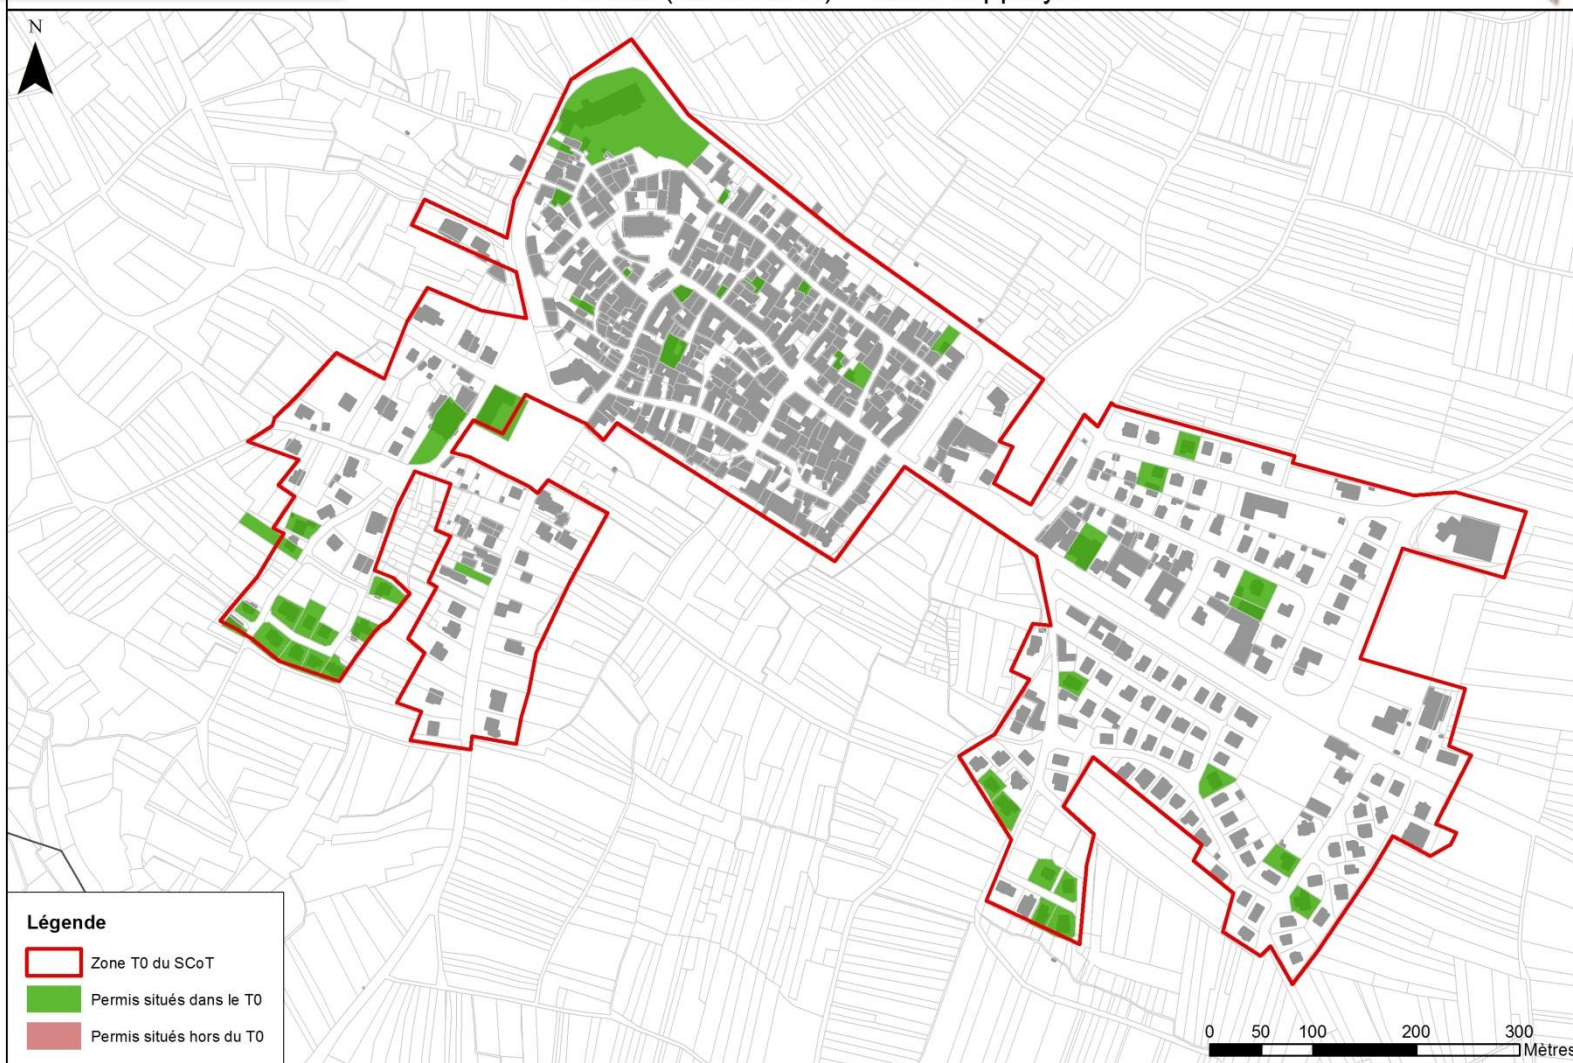 N
Légende
Zone T0 du SCoT
Permis situés dans le T0
Permis situés hors du T0
0 50 100 200 300
Mètres